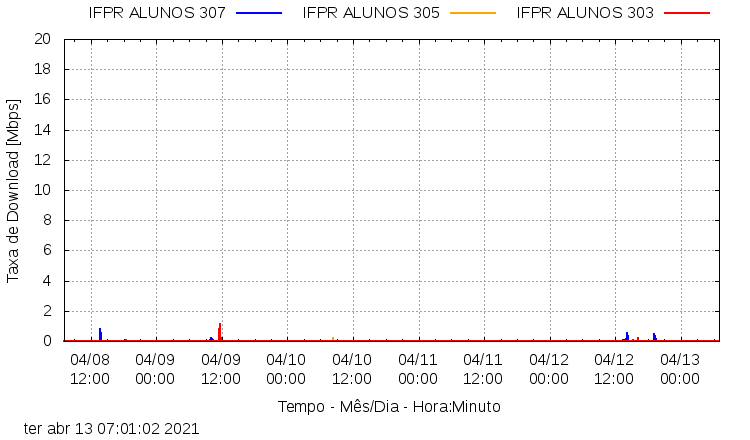 IFPR ALUNOS 307 IFPR ALUNOS 305 IFPR ALUNOS 303
Taxa de Download [Mbps]
20
18
16
14
12
10
8
6
4
2
0
04/08 04/09 04/09 04/10 04/10 04/11 04/11 04/12 04/12 04/13
12:00 00:00 12:00 00:00 12:00 00:00 12:00 00:00 12:00 00:00
Tempo - Mês/Dia - Hora:Minuto
ter abr 13 07:01:02 2021